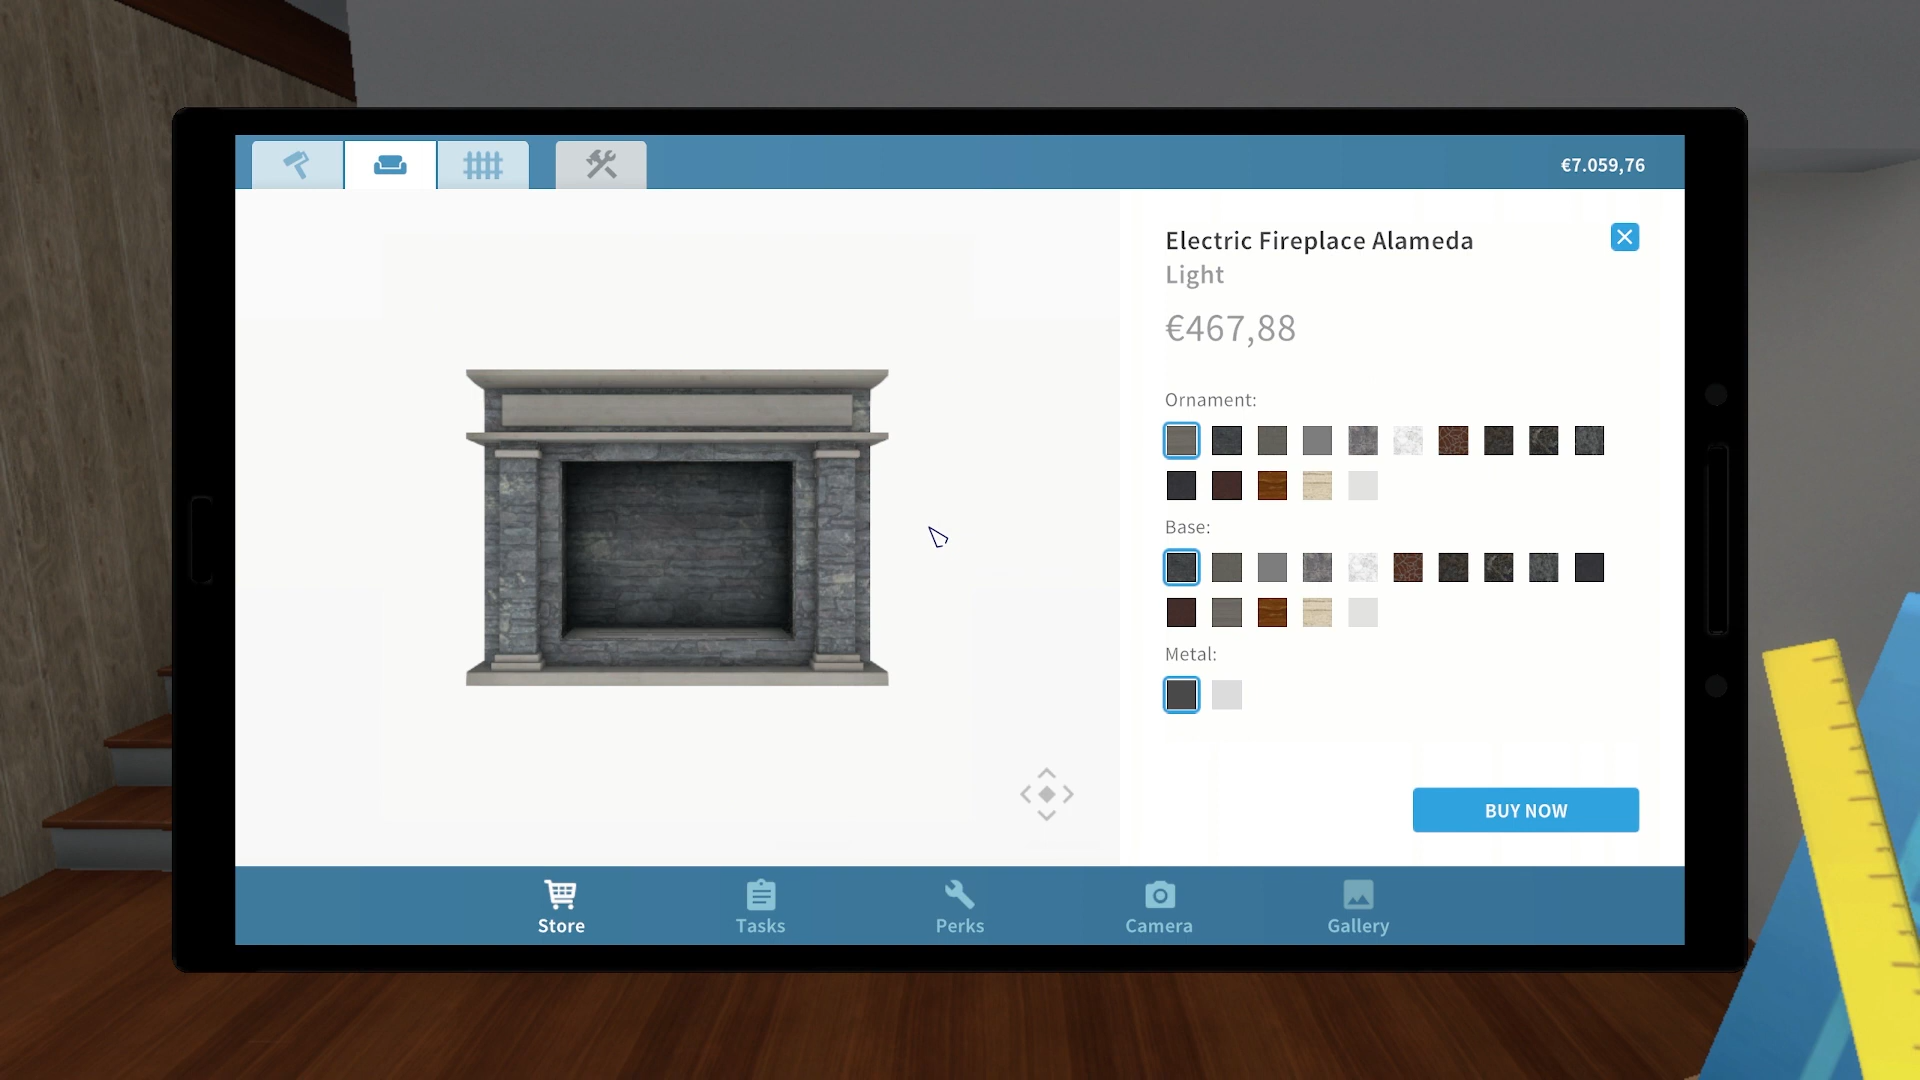 €7.059,76
Electric Fireplace Alameda
Light
€467,88
Ornament:
Base:
Metal:
BUY NOW
Store
Tasks
Perks
Camera
Gallery